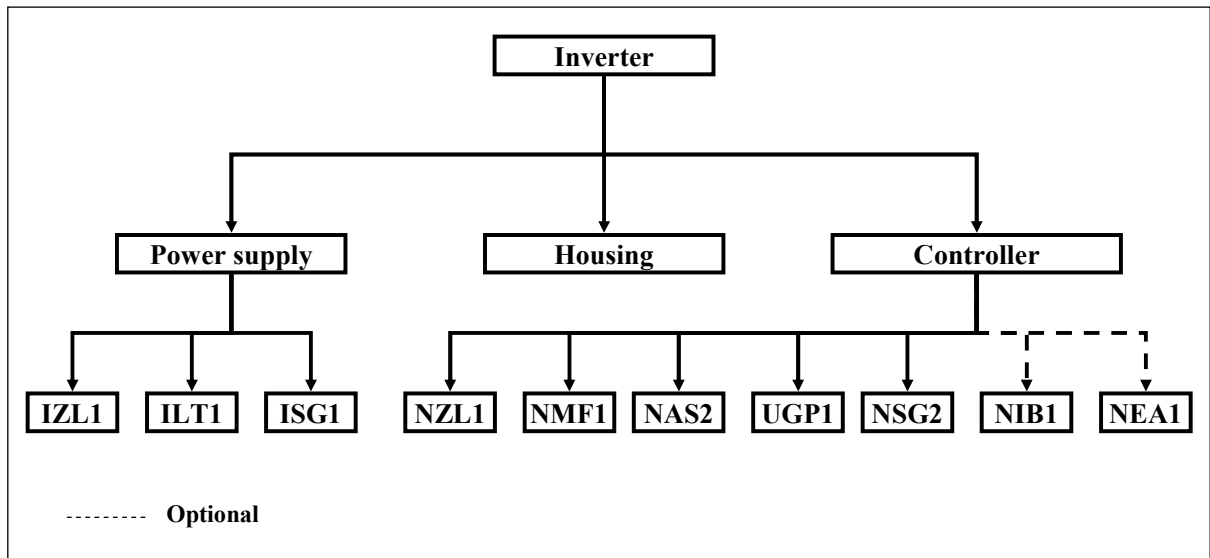 Inverter
Power supply
Housing
Controller
IZL1
ILT1
ISG1
NZL1
NMF1
NAS2
UGP1
NSG2
NIB1
NEA1
Optional